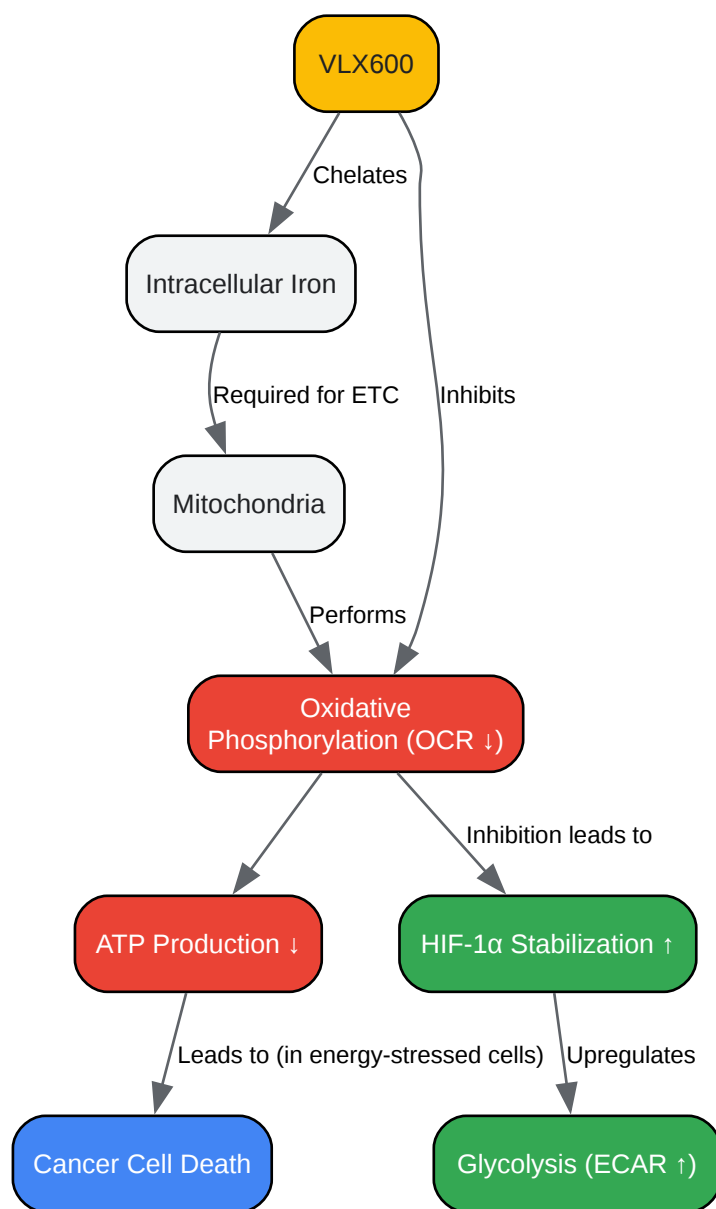 VLX600
Chelates
Intracellular Iron
Required for ETC
Inhibits
Mitochondria
Performs
Oxidative
Phosphorylation (OCR ↓)
Inhibition leads to
ATP Production ↓
HIF-1α Stabilization ↑
Leads to (in energy-stressed cells)
Upregulates
Cancer Cell Death
Glycolysis (ECAR ↑)